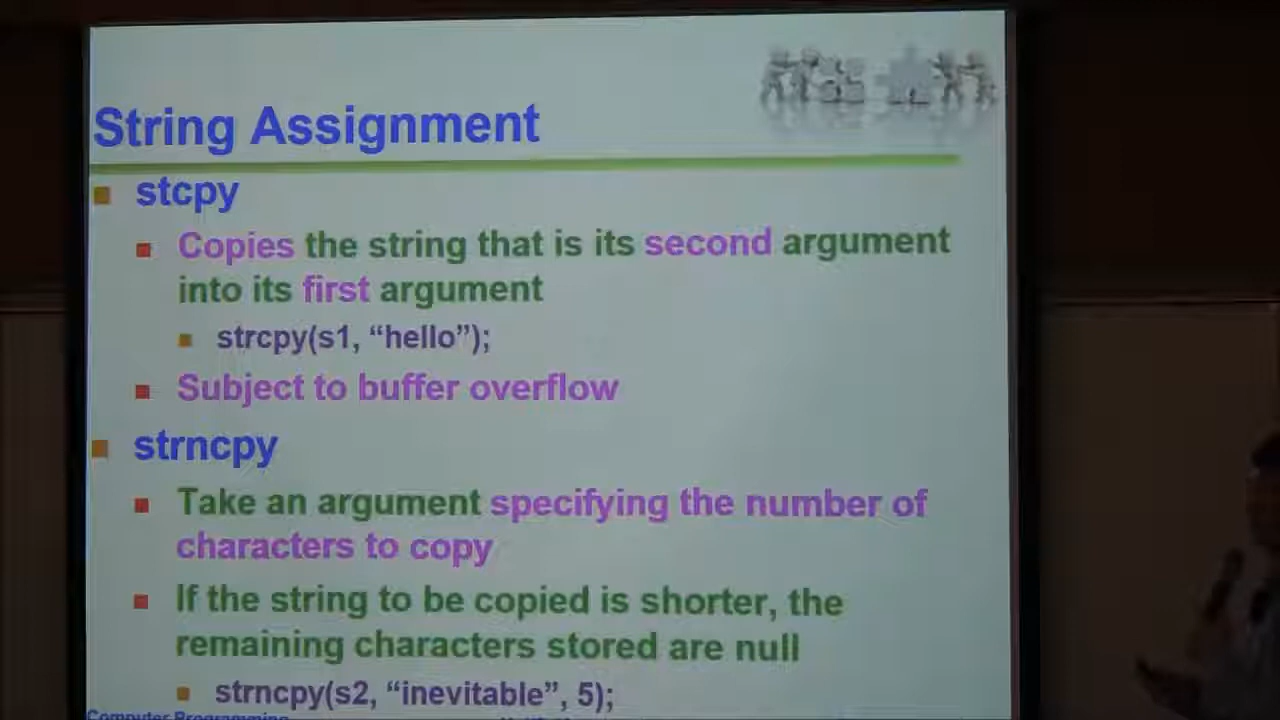 String Assignment
stcpy
Copies the string that is its second argument
into its first argument
strcpy(s1, “hello”);
Subject to buffer overflow
strncpy
Take an argument specifying the number of
characters to copy
If the string to be copied is shorter, the
remaining characters stored are null
strncpy(s2, “inevitable”, 5);
Computer Programming